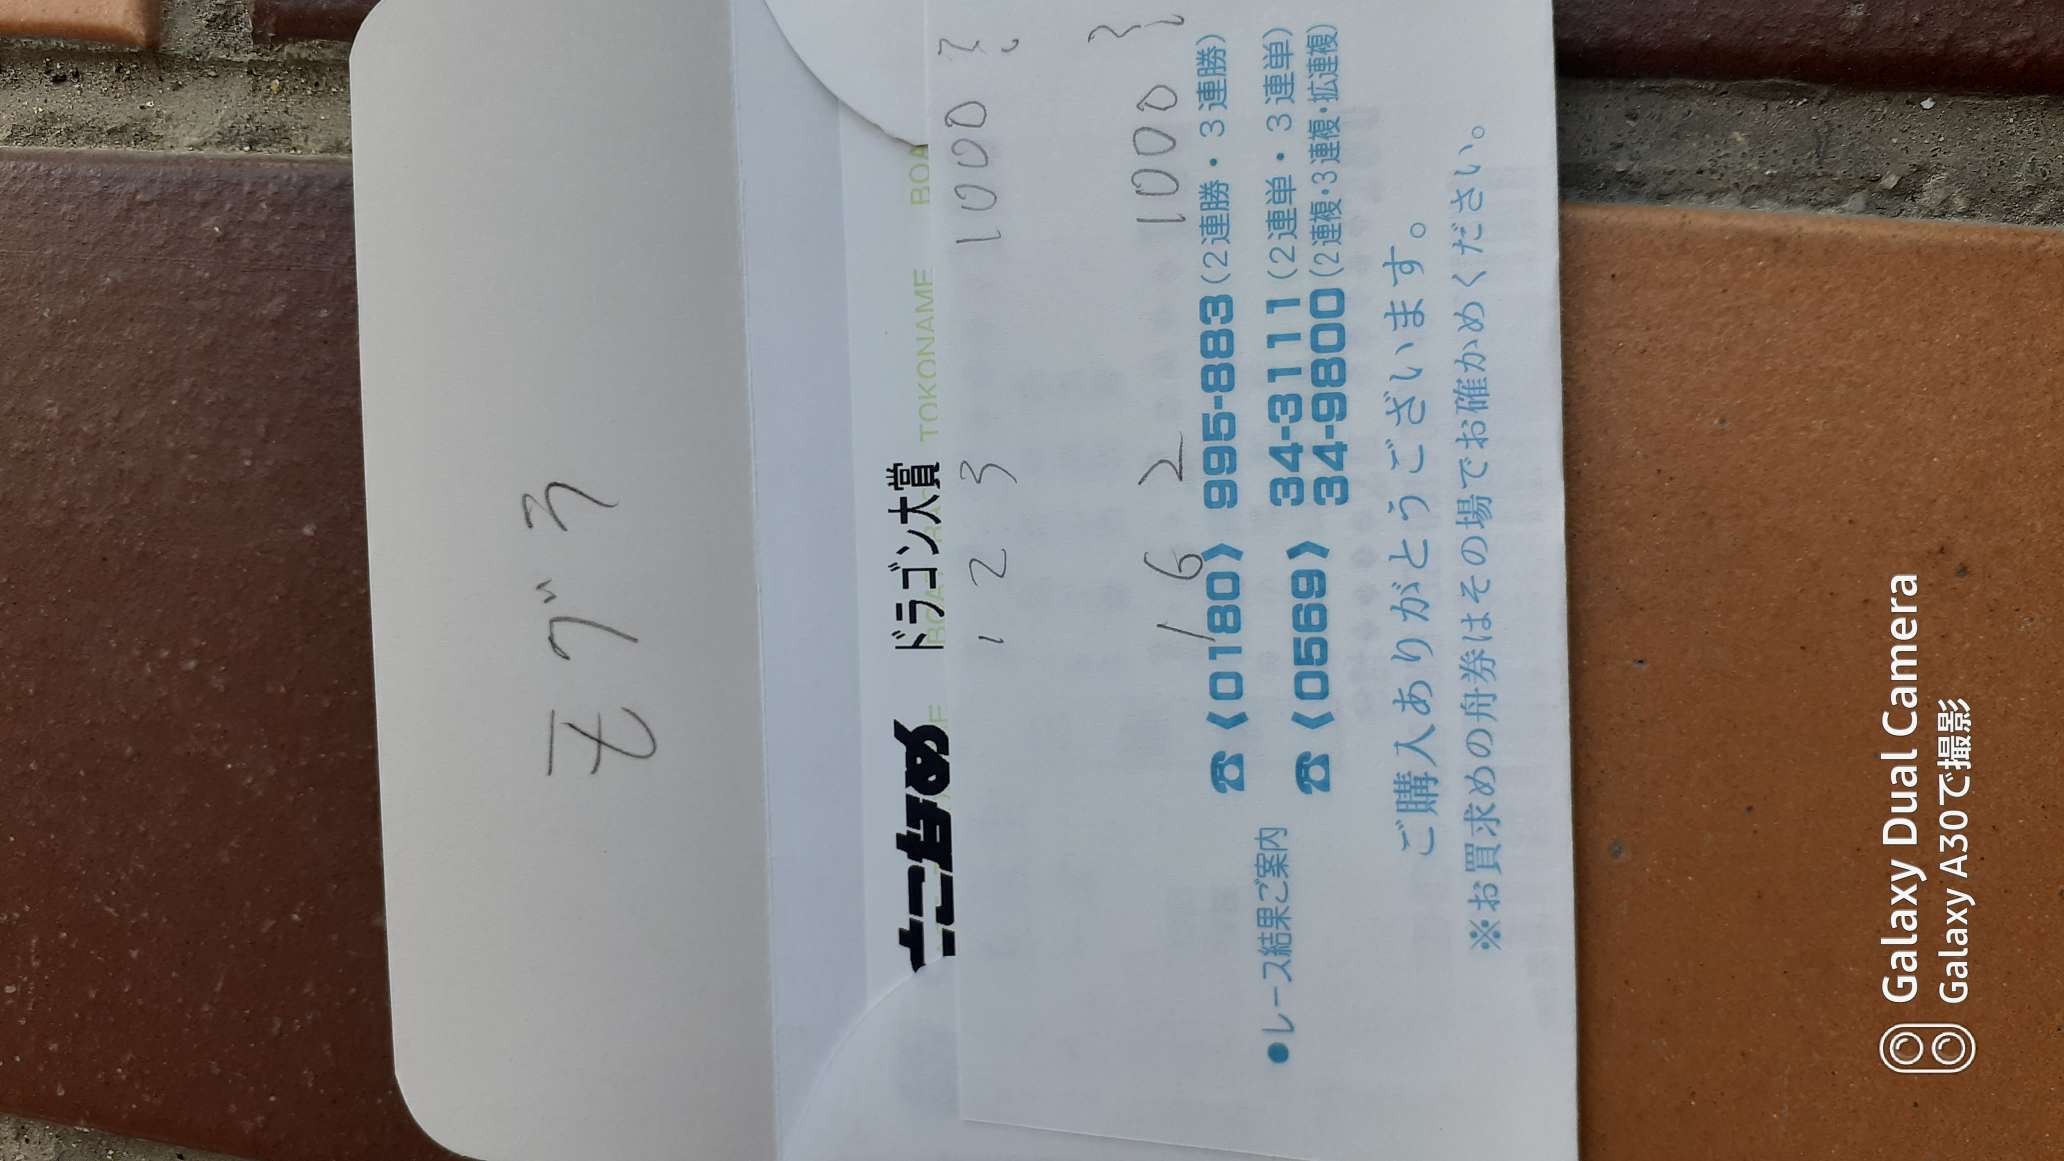 モグラ
とこなめ ドラゴン大賞
BOAT RACE TOKONAME BOA
1 2 3 1000
1 6 2 1000
●レース結果ご案内
☎〈0180〉995-883(2連勝・3連勝)
☎〈0569〉34-3111(2連単・3連単)
34-9800(2連複・3連複・拡連複)
ご購入ありがとうございます。
※お買求めの舟券はその場でお確かめください。
Galaxy Dual Camera
Galaxy A30で撮影